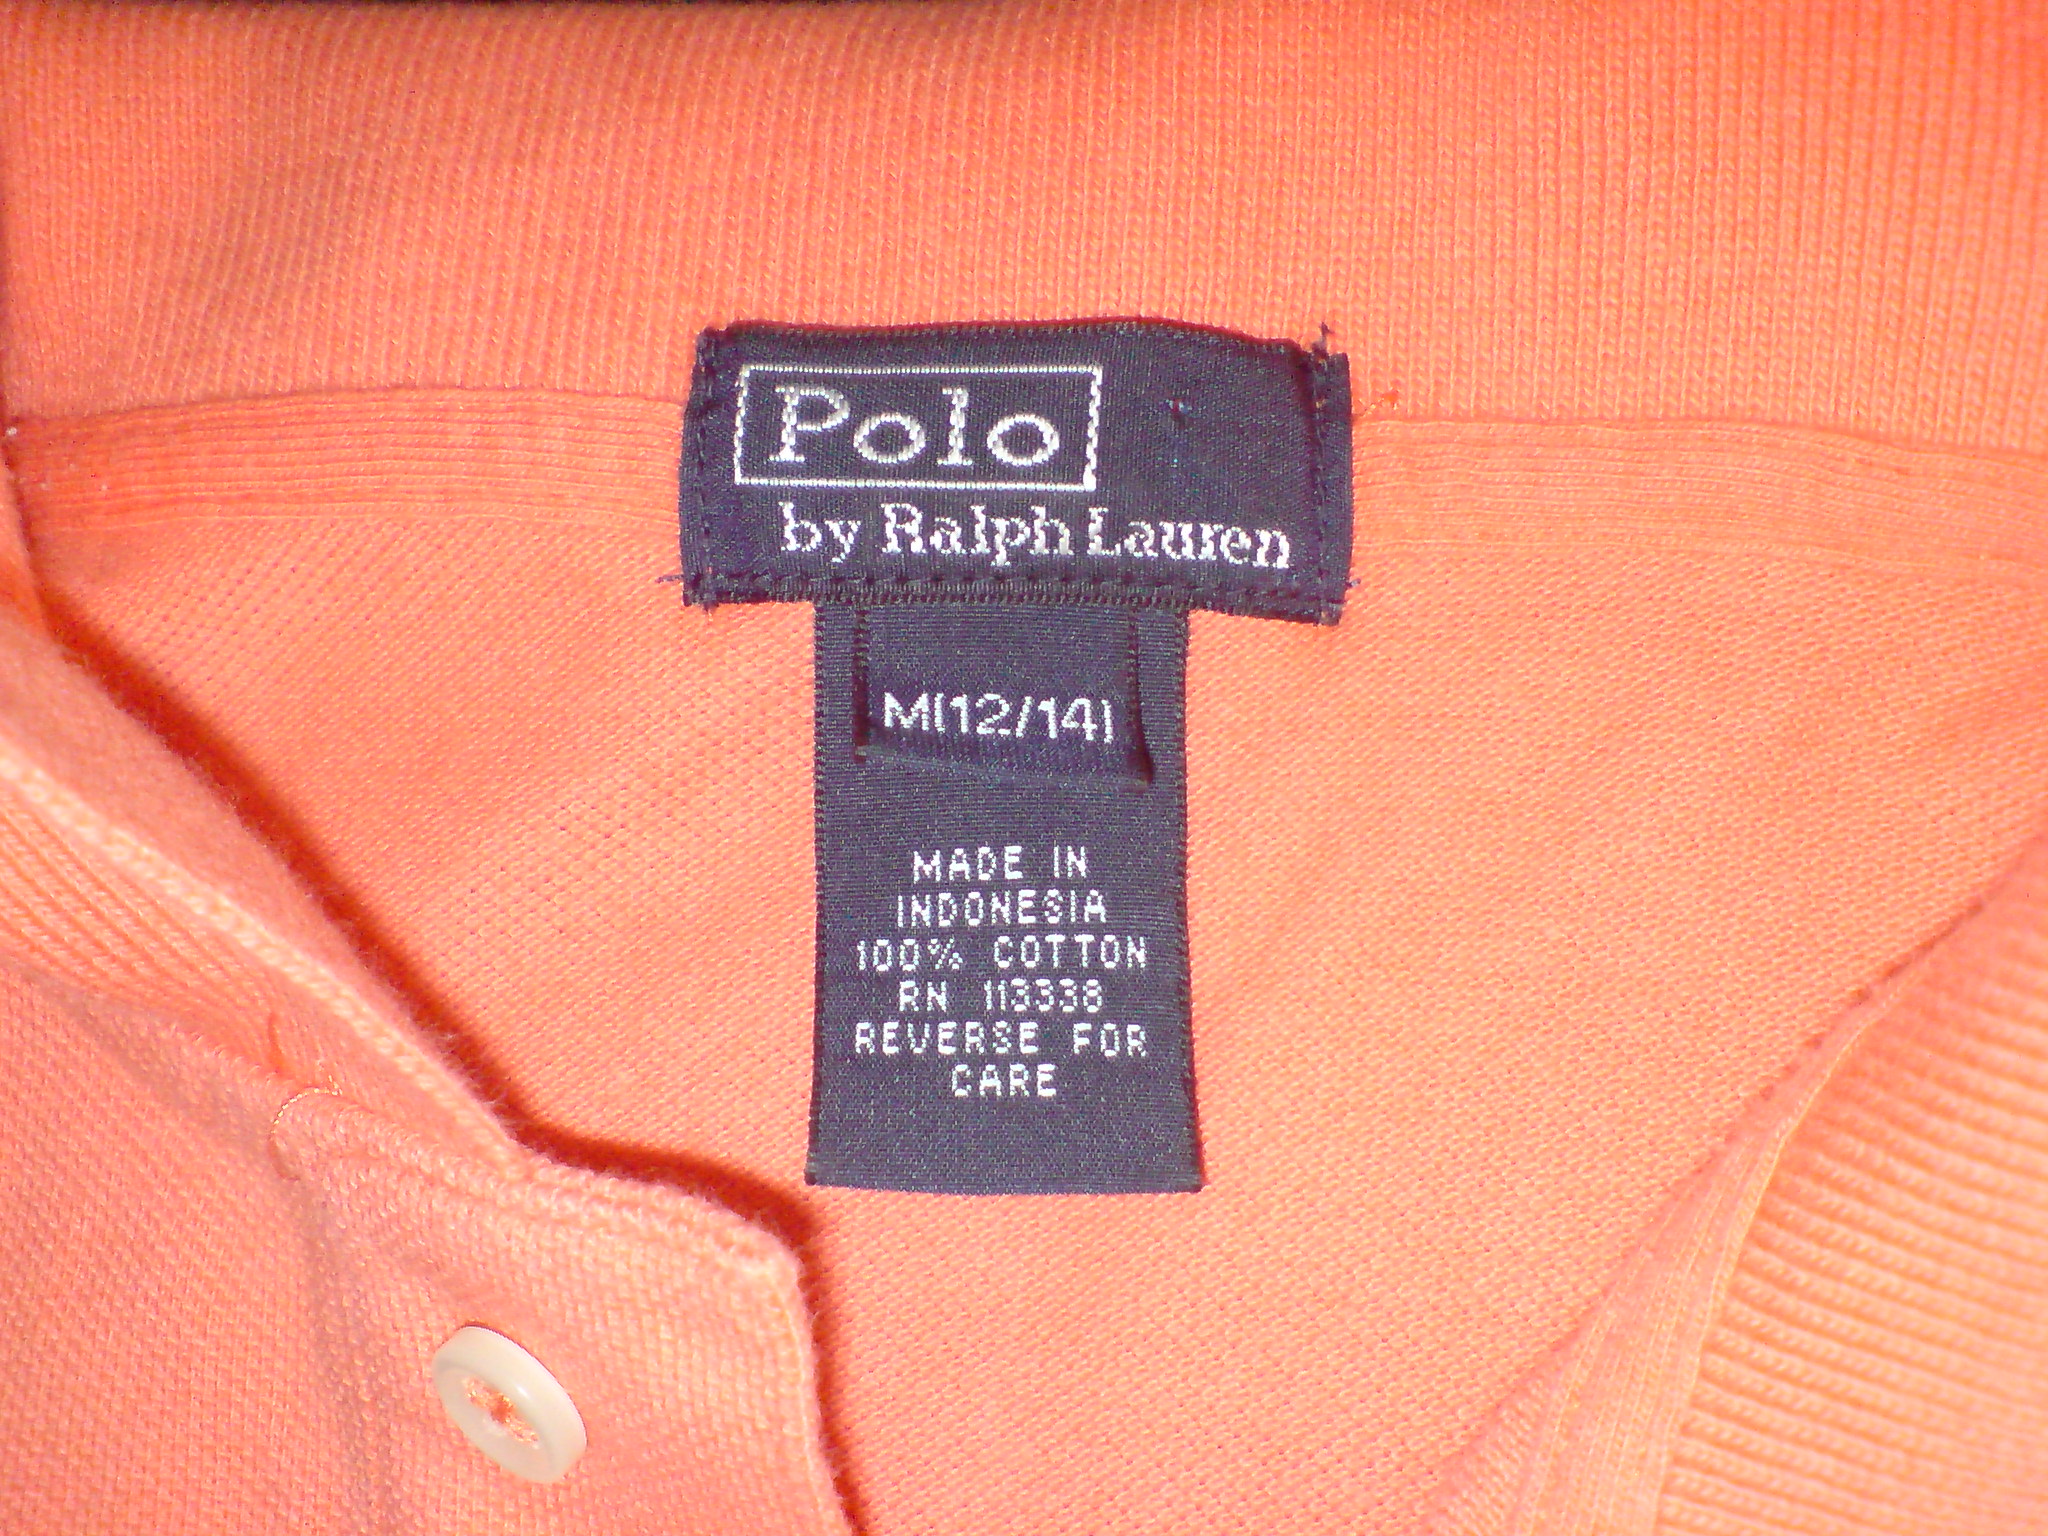 Polo
by Ralph Lauren
M(12/14)
MADE IN
INDONESIA
100% COTTON
RN 113338
REVERSE FOR
CARE